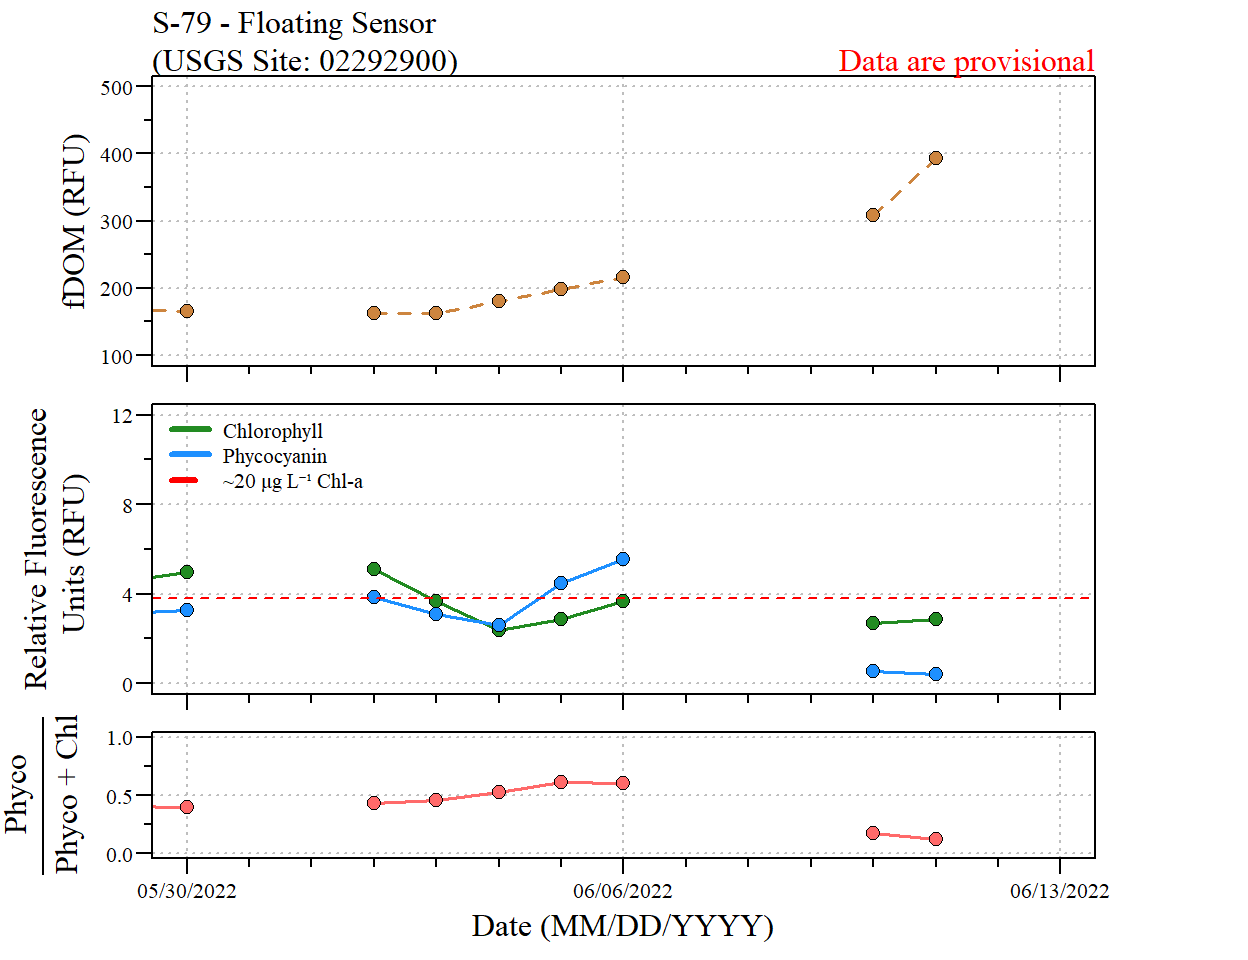 S-79 - Floating Sensor
(USGS Site: 02292900)
Data are provisional
500
400
300
200
100
fDOM (RFU)
12
8
4
0
Relative Fluorescence
Units (RFU)
Chlorophyll
Phycocyanin
~20 μg L⁻¹ Chl-a
1.0
0.5
0.0
Phyco
Phyco + Chl
05/30/2022
06/06/2022
06/13/2022
Date (MM/DD/YYYY)